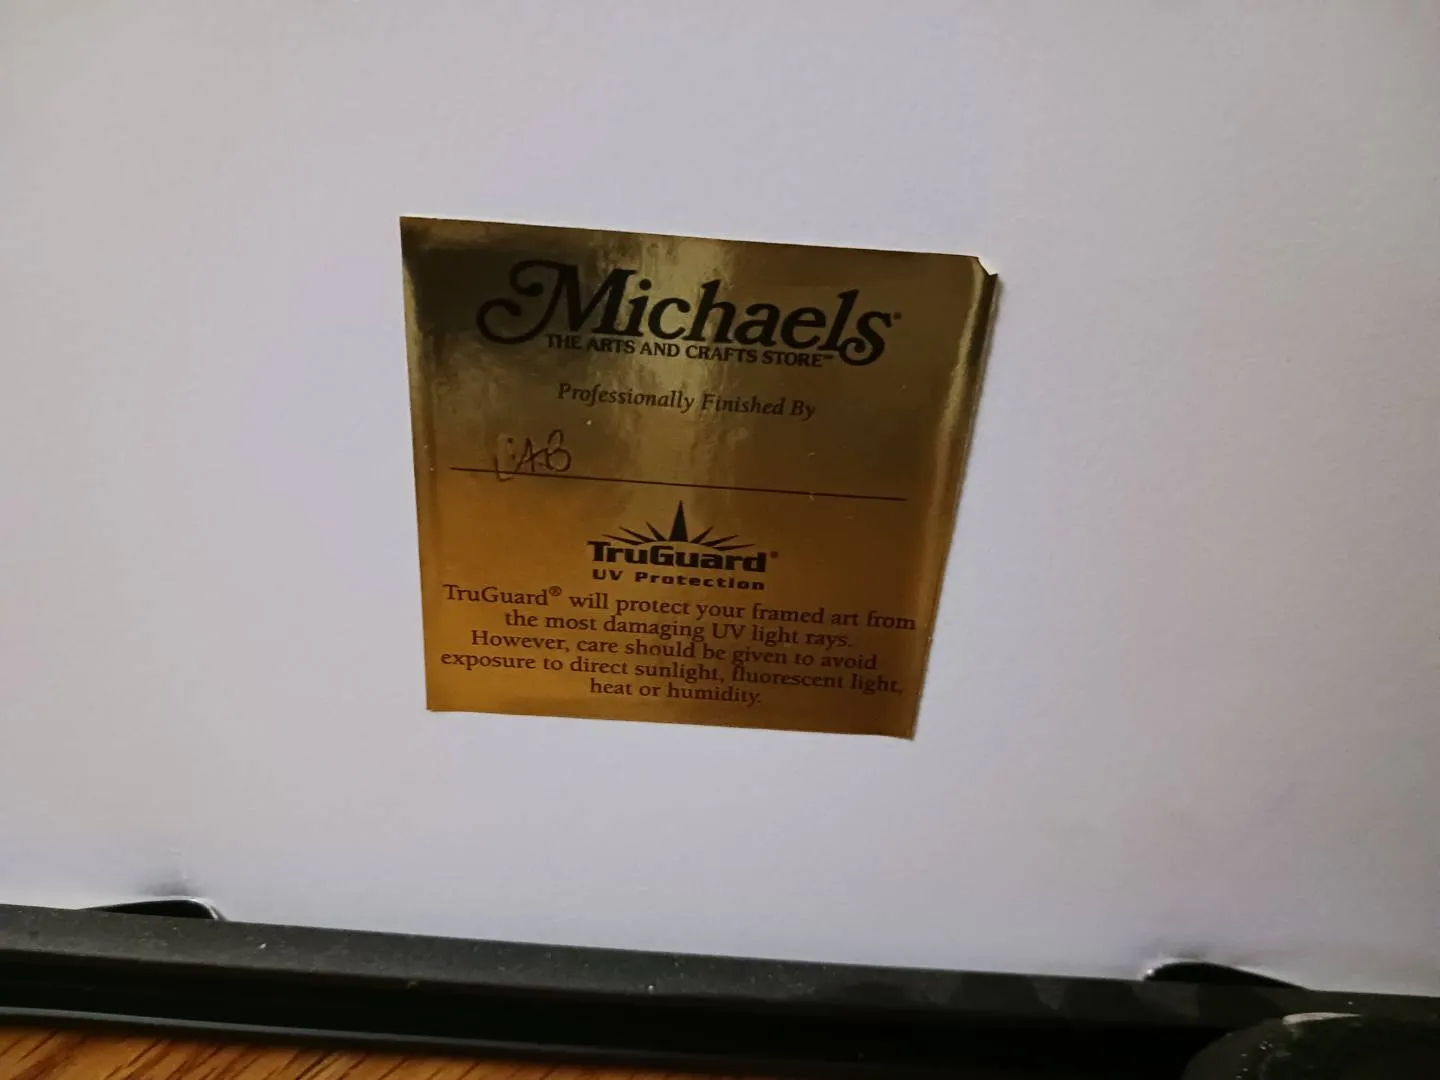 Michaels®
THE ARTS AND CRAFTS STORE™
Professionally Finished By
TruGuard®
UV Protection
TruGuard® will protect your framed art from
the most damaging UV light rays.
However, care should be given to avoid
exposure to direct sunlight, fluorescent light,
heat or humidity.